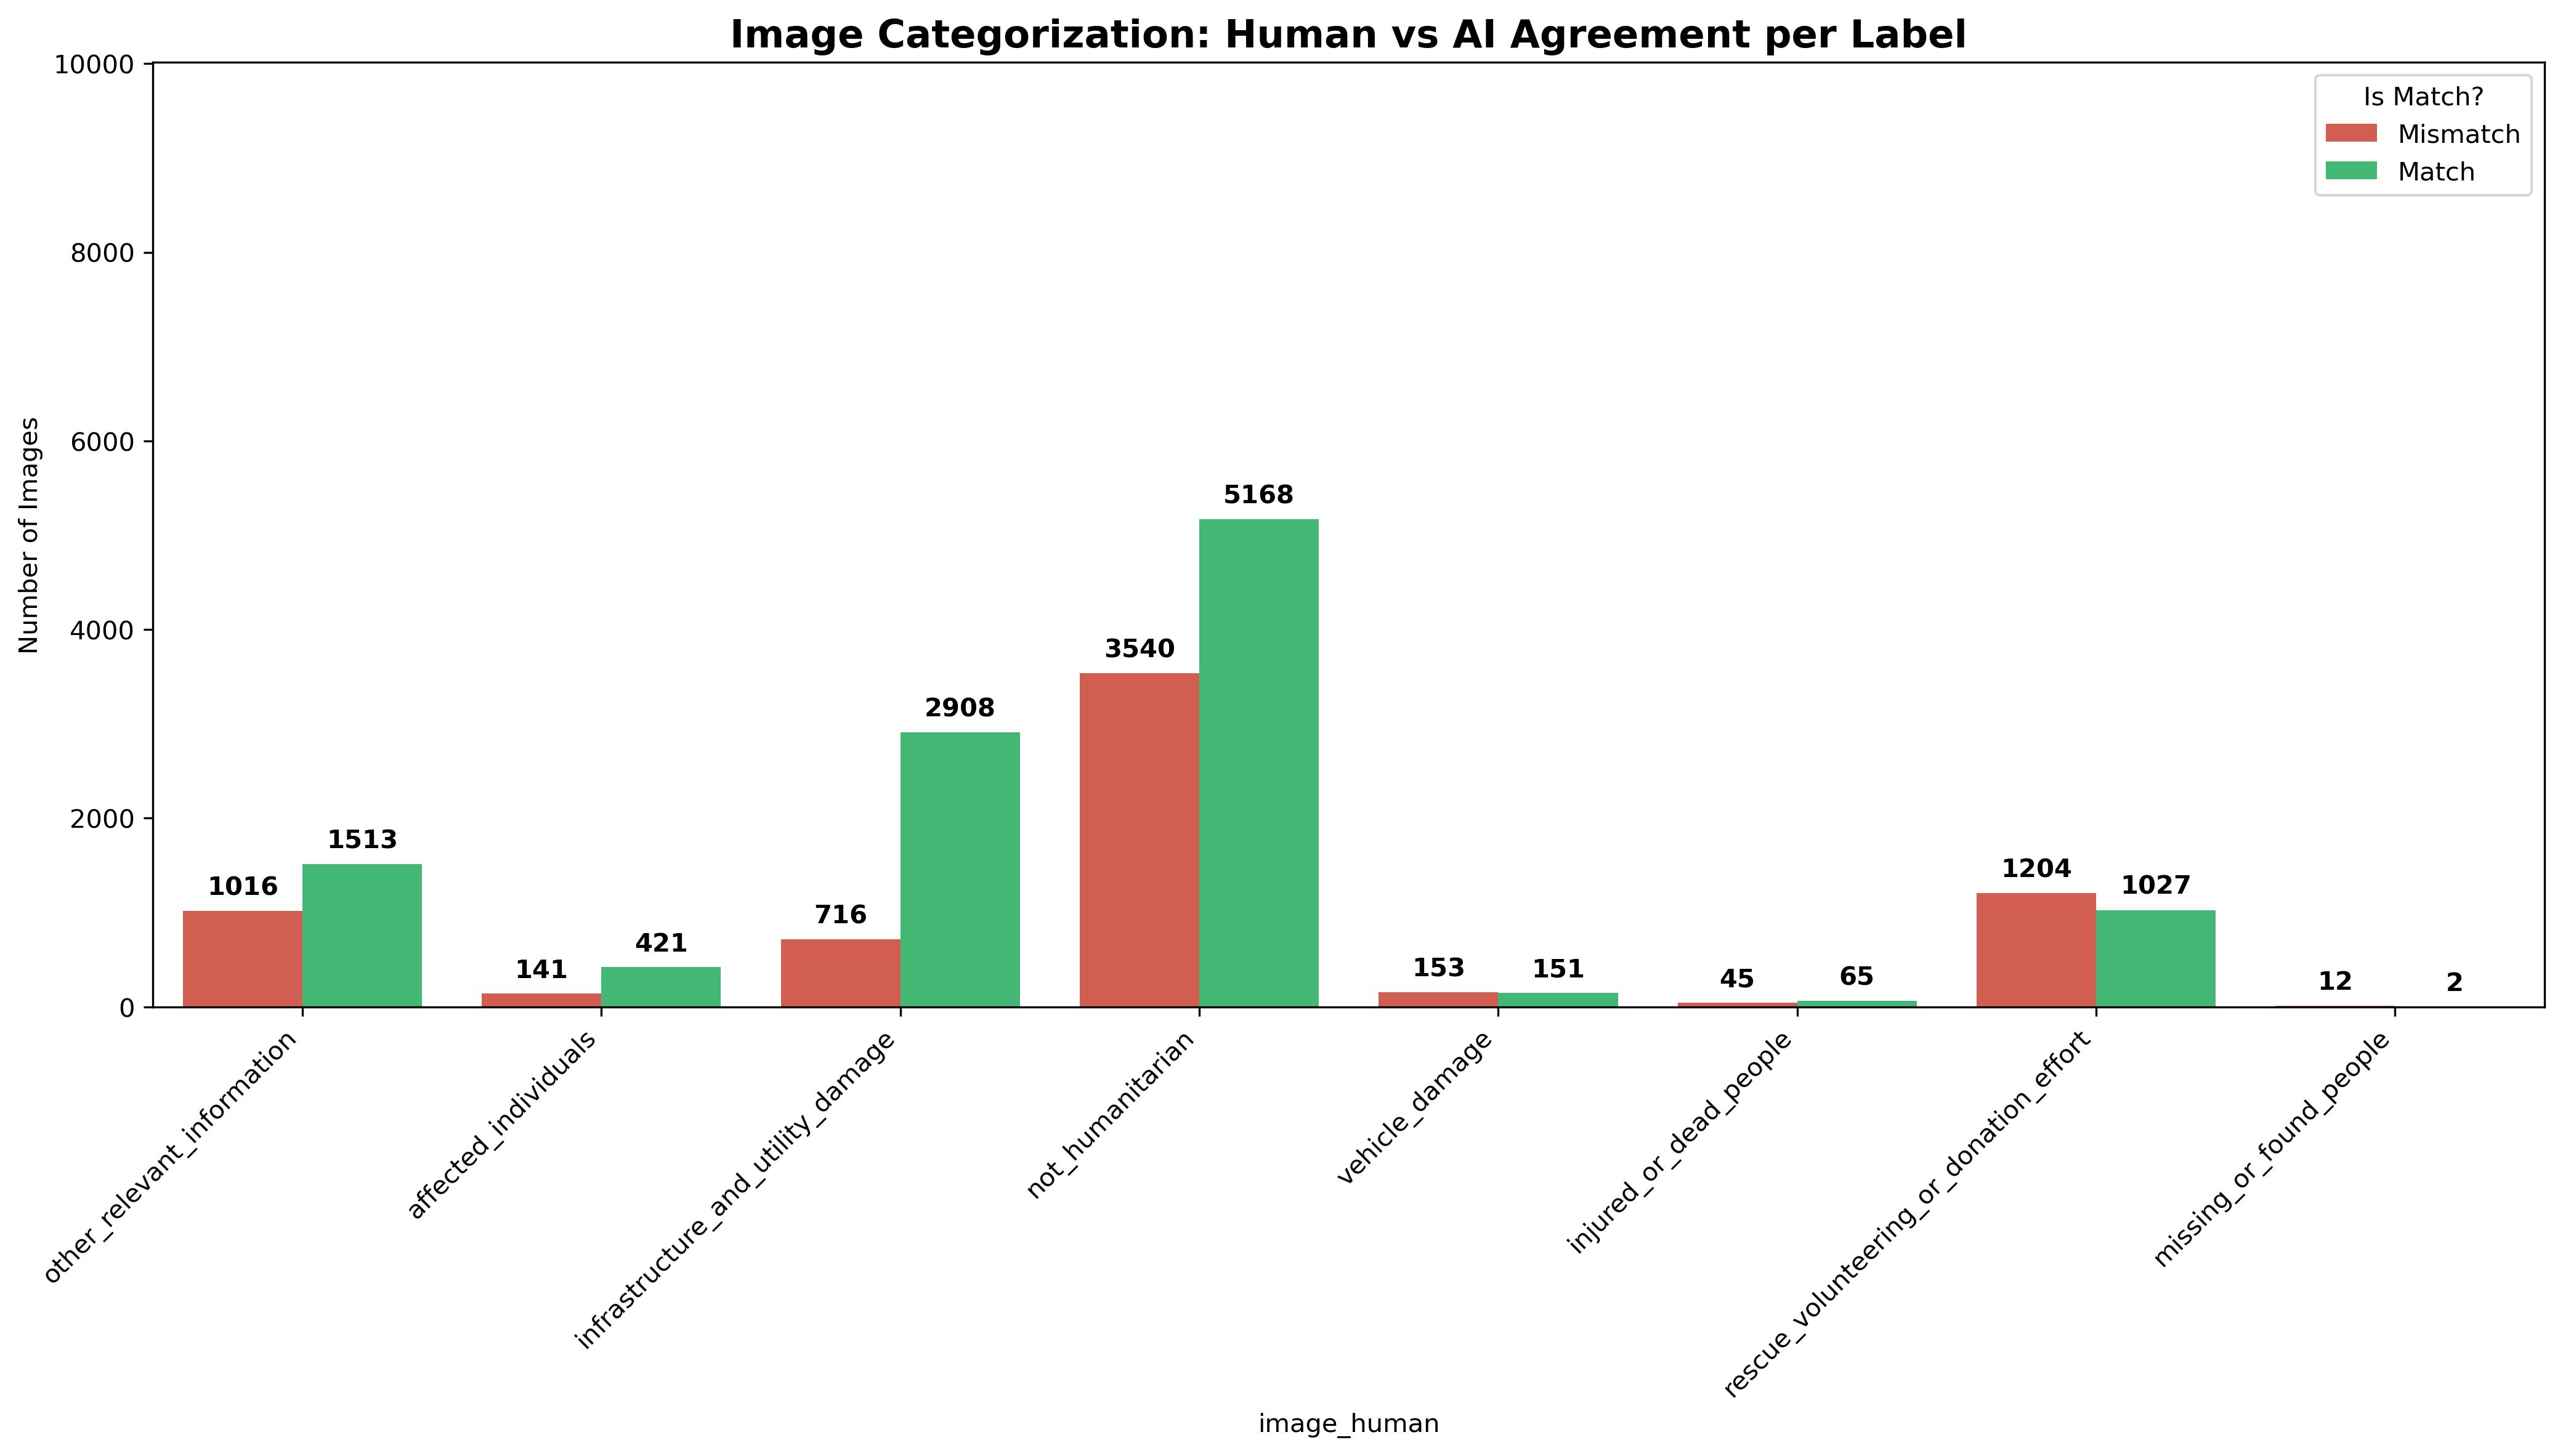 Image Categorization: Human vs AI Agreement per Label
10000
8000
6000
4000
2000
0
Number of Images
Is Match?
Mismatch
Match
1016
1513
141
421
716
2908
3540
5168
153
151
45
65
1204
1027
12
2
other_relevant_information
affected_individuals
infrastructure_and_utility_damage
not_humanitarian
vehicle_damage
injured_or_dead_people
rescue_volunteering_or_donation_effort
missing_or_found_people
image_human